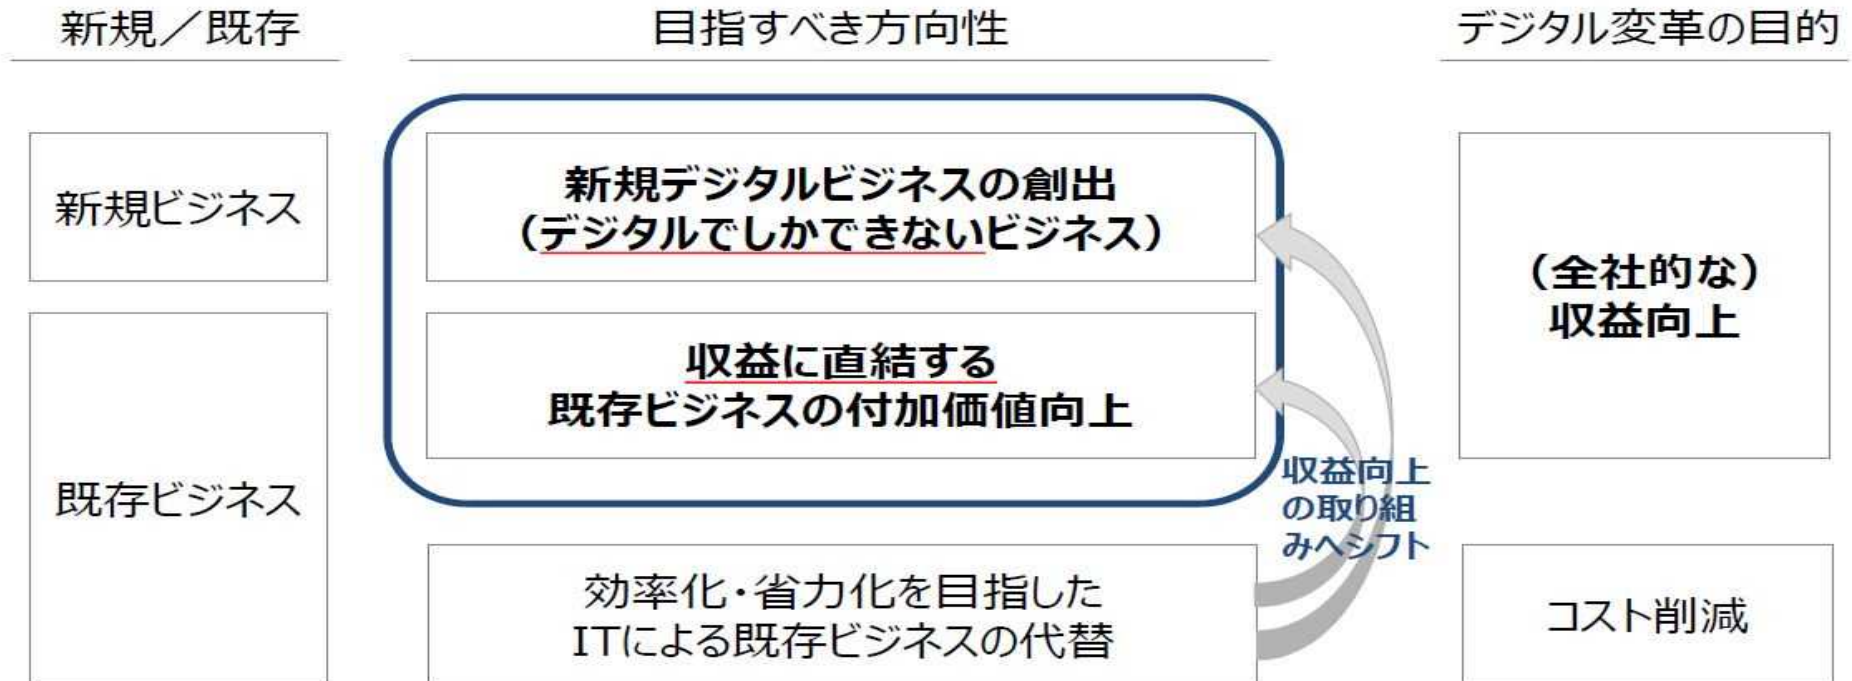 新規／既存
目指すべき方向性
デジタル変革の目的
新規ビジネス
新規デジタルビジネスの創出
（デジタルでしかできないビジネス）
（全社的な）
収益向上
既存ビジネス
収益に直結する
既存ビジネスの付加価値向上
収益向上
の取り組
みへシフト
効率化・省力化を目指した
ITによる既存ビジネスの代替
コスト削減